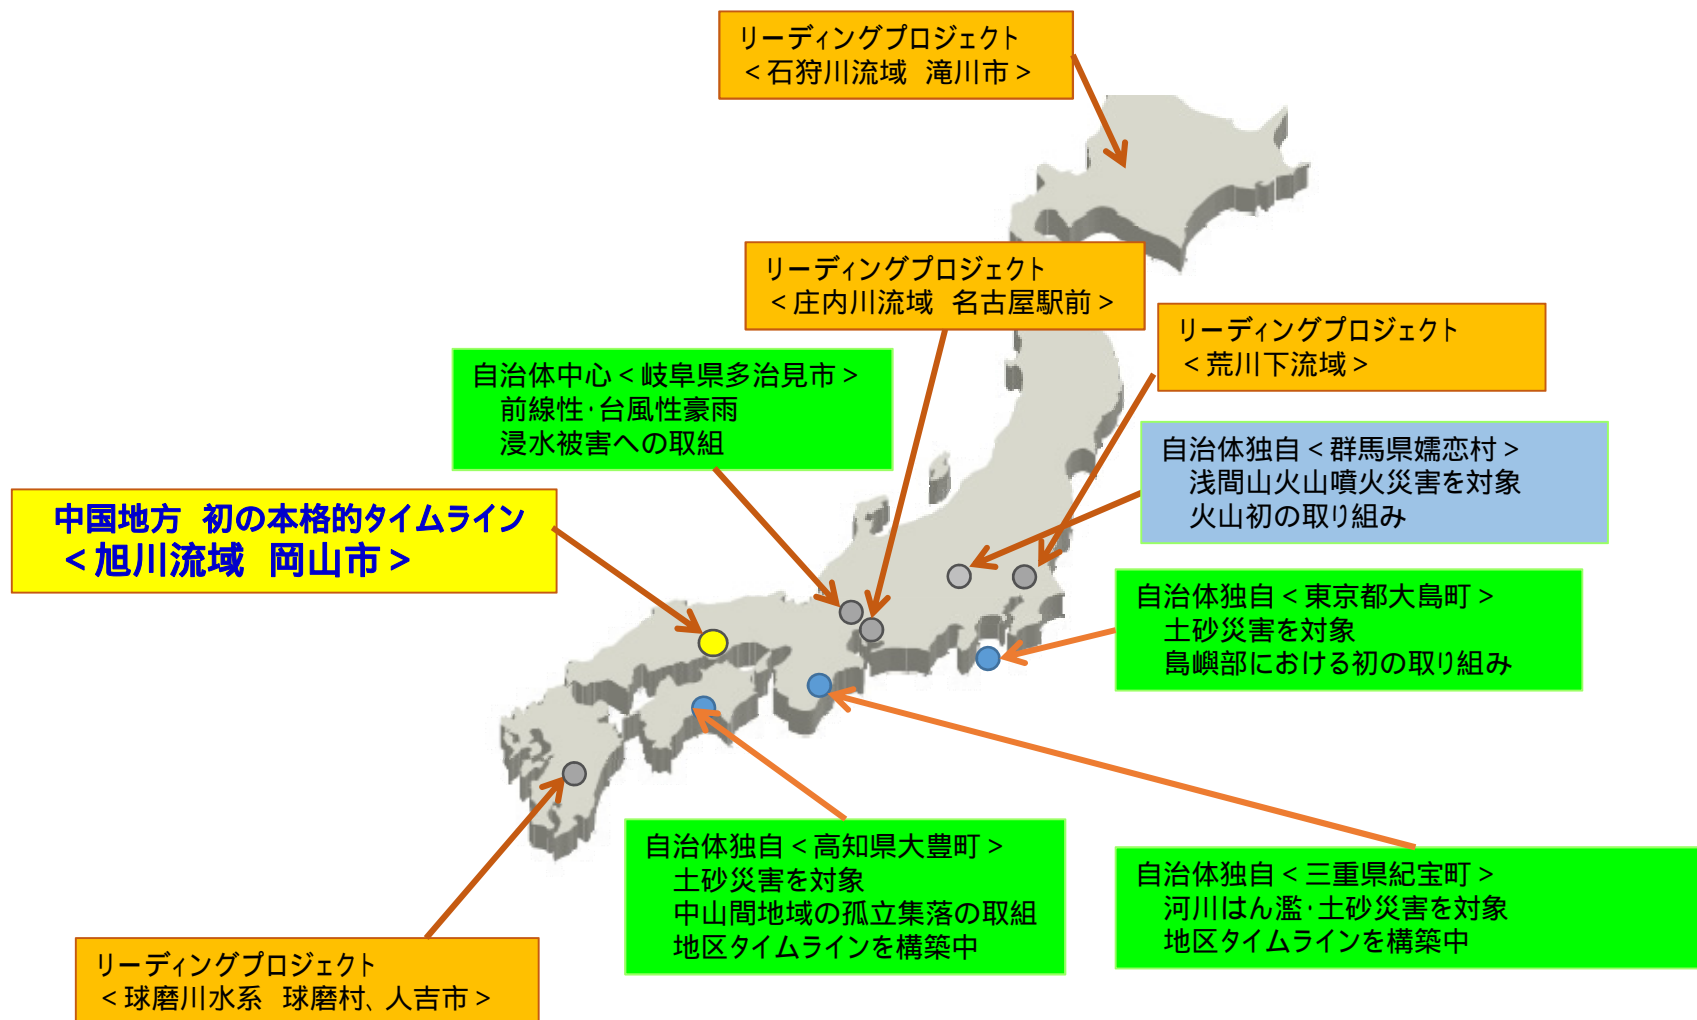 リーディングプロジェクト
<石狩川流域　滝川市>
リーディングプロジェクト
<庄内川流域　名古屋駅前>
リーディングプロジェクト
<荒川下流域>
自治体中心<岐阜県多治見市>
前線性・台風性豪雨
浸水被害への取組
自治体独自<群馬県嬬恋村>
浅間山火山噴火災害を対象
火山初の取り組み
中国地方　初の本格的タイムライン
<旭川流域　岡山市>
自治体独自<東京都大島町>
土砂災害を対象
島嶼部における初の取り組み
自治体独自<高知県大豊町>
土砂災害を対象
中山間地域の孤立集落の取組
地区タイムラインを構築中
自治体独自<三重県紀宝町>
河川はん濫・土砂災害を対象
地区タイムラインを構築中
リーディングプロジェクト
<球磨川水系　球磨村、人吉市>